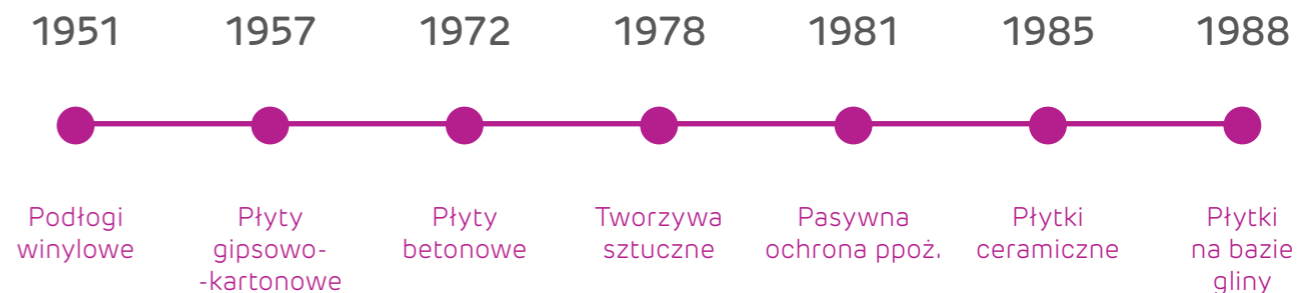 1951 1957 1972 1978 1981 1985 1988
Podłogi
winylowe
Płyty
gipsowo-
-kartonowe
Płyty
betonowe
Tworzywa
sztuczne
Pasywna
ochrona ppoż.
Płytki
ceramiczne
Płytki
na bazie
gliny